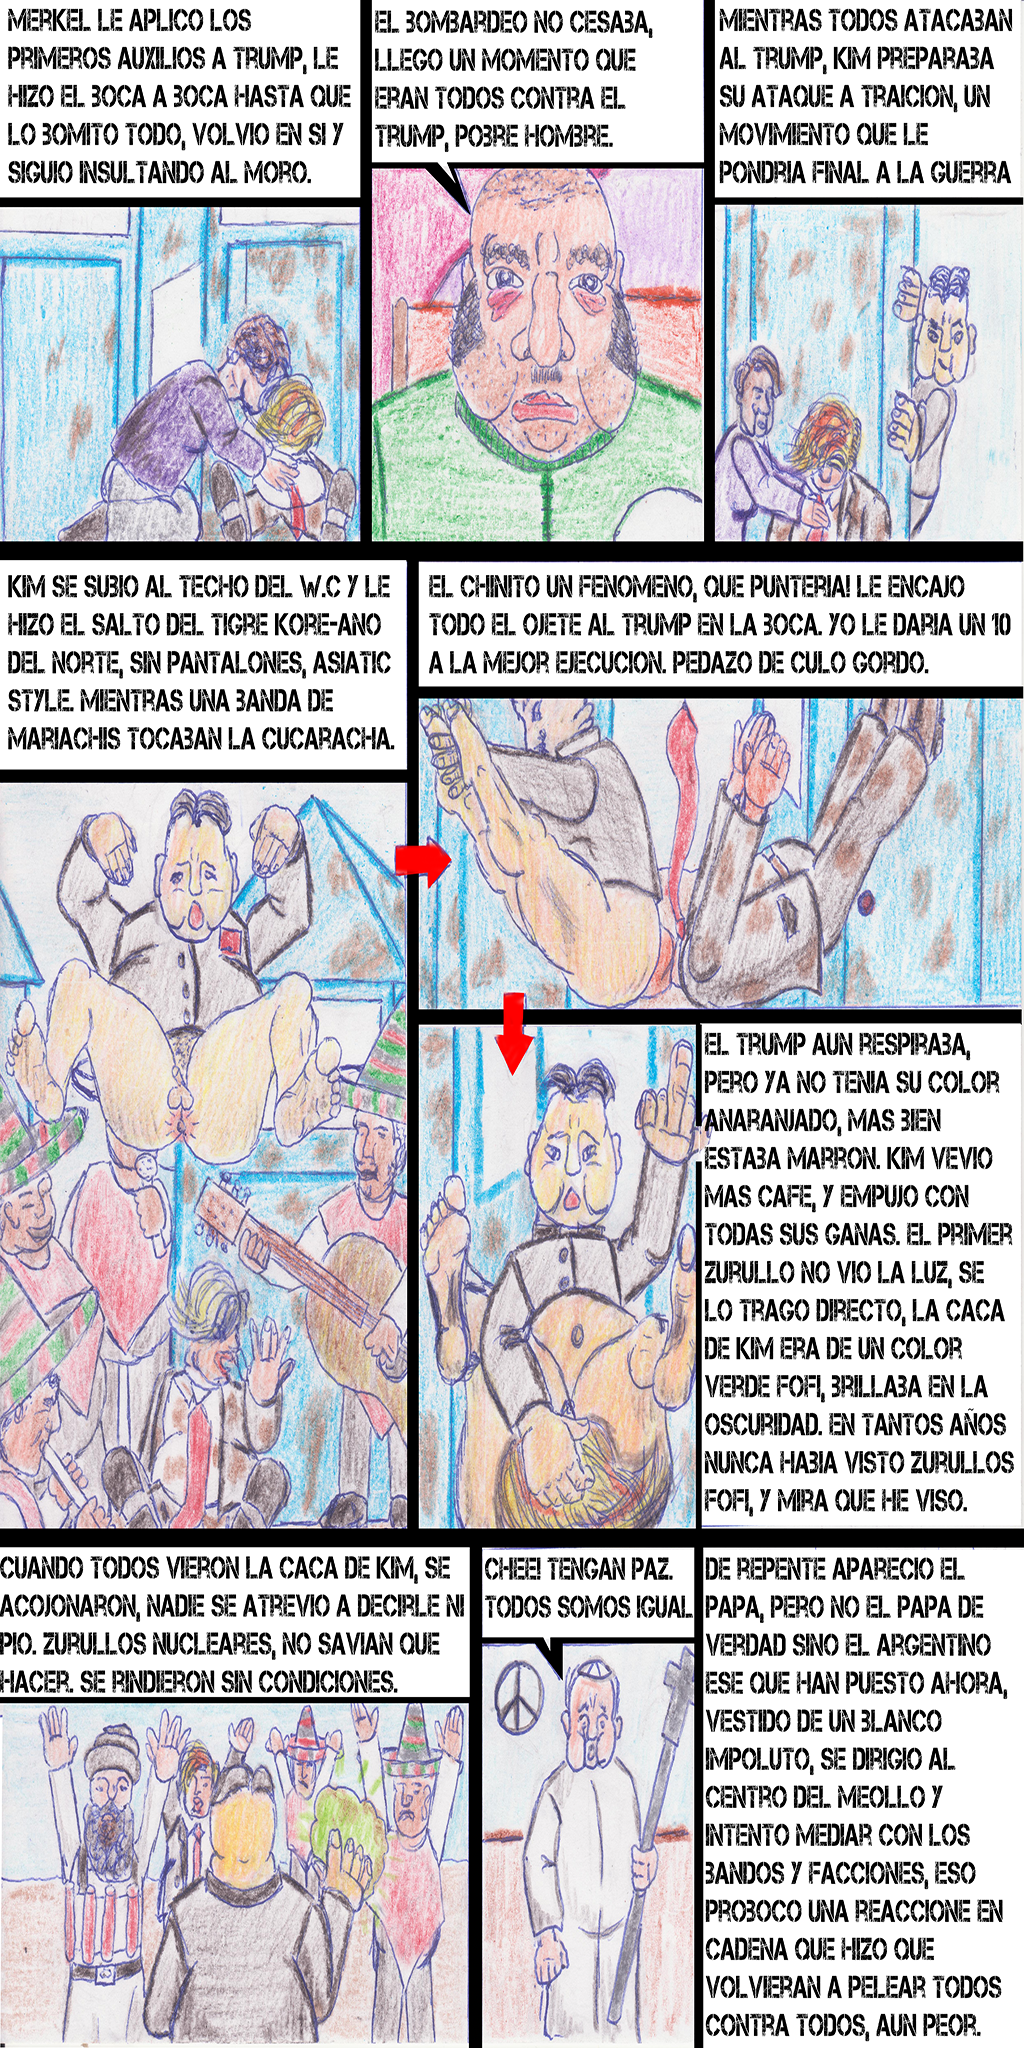 MERKEL LE APLICO LOS
PRIMEROS AUXILIOS A TRUMP, LE
HIZO EL BOCA A BOCA HASTA QUE
LO BOMITO TODO, VOLVIO EN SI Y
SIGUIO INSULTANDO AL MORO.
EL BOMBARDEO NO CESABA,
LLEGO UN MOMENTO QUE
ERAN TODOS CONTRA EL
TRUMP, POBRE HOMBRE.
MIENTRAS TODOS ATACABAN
AL TRUMP, KIM PREPARABA
SU ATAQUE A TRAICION, UN
MOVIMIENTO QUE LE
PONDRIA FINAL A LA GUERRA
KIM SE SUBIO AL TECHO DEL W.C Y LE
HIZO EL SALTO DEL TIGRE KORE-ANO
DEL NORTE, SIN PANTALONES, ASIATIC
STYLE. MIENTRAS UNA BANDA DE
MARIACHIS TOCABAN LA CUCARACHA.
EL CHINITO UN FENOMENO, QUE PUNTERIA! LE ENCAJO
TODO EL OJETE AL TRUMP EN LA BOCA. YO LE DARIA UN 10
A LA MEJOR EJECUCION. PEDAZO DE CULO GORDO.
EL TRUMP AUN RESPIRABA,
PERO YA NO TENIA SU COLOR
ANARANJADO, MAS BIEN
ESTABA MARRON. KIM VEVIO
MAS CAFE, Y EMPUJO CON
TODAS SUS GANAS. EL PRIMER
ZURULLO NO VIO LA LUZ, SE
LO TRAGO DIRECTO, LA CACA
DE KIM ERA DE UN COLOR
VERDE FOFI, BRILLABA EN LA
OSCURIDAD. EN TANTOS AÑOS
NUNCA HABIA VISTO ZURULLOS
FOFI, Y MIRA QUE HE VISO.
CUANDO TODOS VIERON LA CACA DE KIM, SE
ACOJONARON, NADIE SE ATREVIO A DECIRLE NI
PIO. ZURULLOS NUCLEARES, NO SAVIAN QUE
HACER. SE RINDIERON SIN CONDICIONES.
CHEE! TENGAN PAZ.
TODOS SOMOS IGUAL
DE REPENTE APARECIO EL
PAPA, PERO NO EL PAPA DE
VERDAD SINO EL ARGENTINO
ESE QUE HAN PUESTO AHORA,
VESTIDO DE UN BLANCO
IMPOLUTO, SE DIRIGIO AL
CENTRO DEL MEOLLO Y
INTENTO MEDIAR CON LOS
BANDOS Y FACCIONES, ESO
PROBOCO UNA REACCIONE EN
CADENA QUE HIZO QUE
VOLVIERAN A PELEAR TODOS
CONTRA TODOS, AUN PEOR.